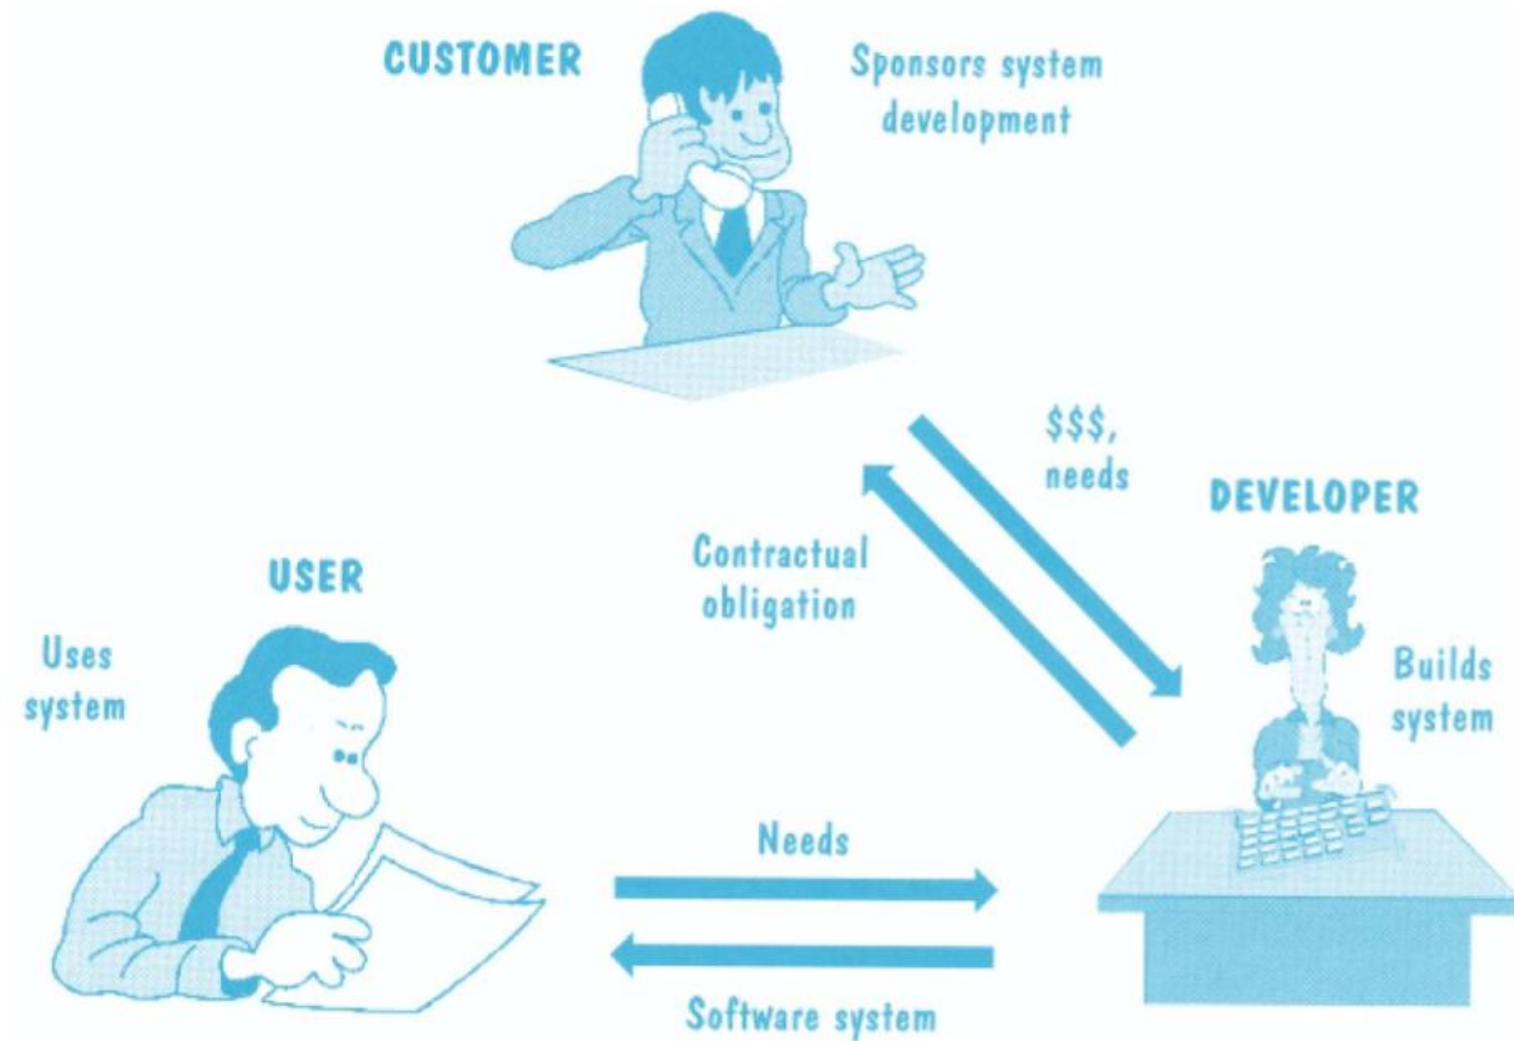 CUSTOMER
Sponsors system
development
$$$,
needs
DEVELOPER
Contractual
obligation
USER
Uses
system
Builds
system
Needs
Software system